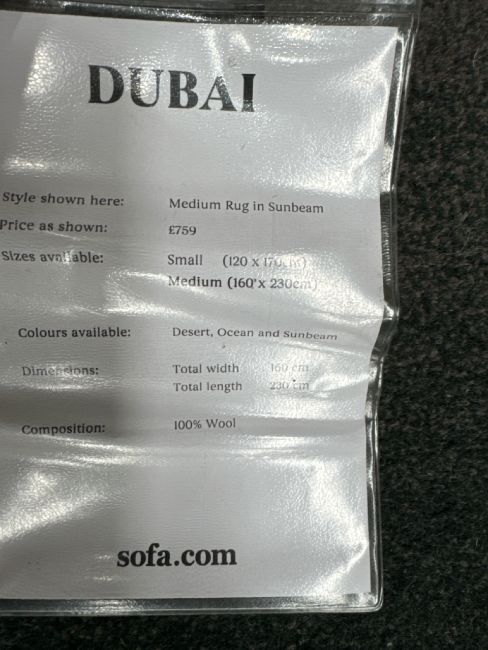 DUBAI
Style shown here: Medium Rug in Sunbeam
Price as shown: £759
Sizes available: Small (120 x 170cm)
Medium (160 x 230cm)
Colours available: Desert, Ocean and Sunbeam
Dimensions: Total width 160 cm
Total length 230 cm
Composition: 100% Wool
sofa.com